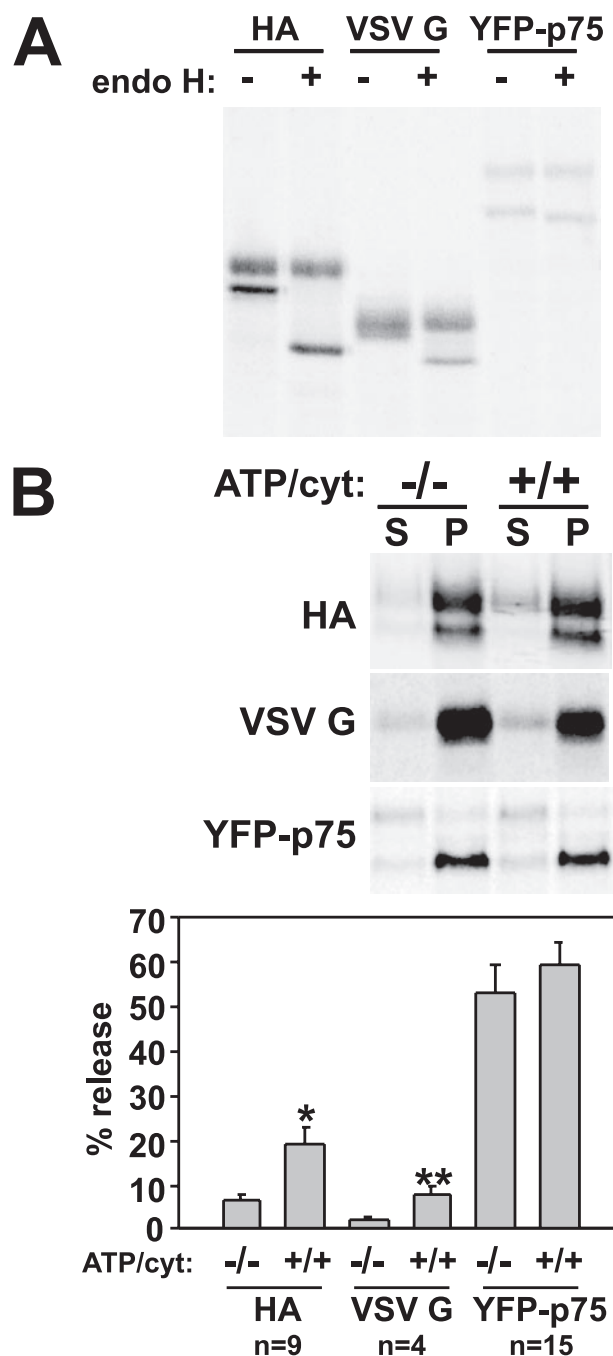 A
HA VSV G YFP-p75
endo H: - + - + - +
B
ATP/cyt: -/- +/+
S P S P
HA
VSV G
YFP-p75
70
60
50
40
30
20
10
0
% release
* **
ATP/cyt: -/- +/+ -/- +/+ -/- +/+
HA VSV G YFP-p75
n=9 n=4 n=15